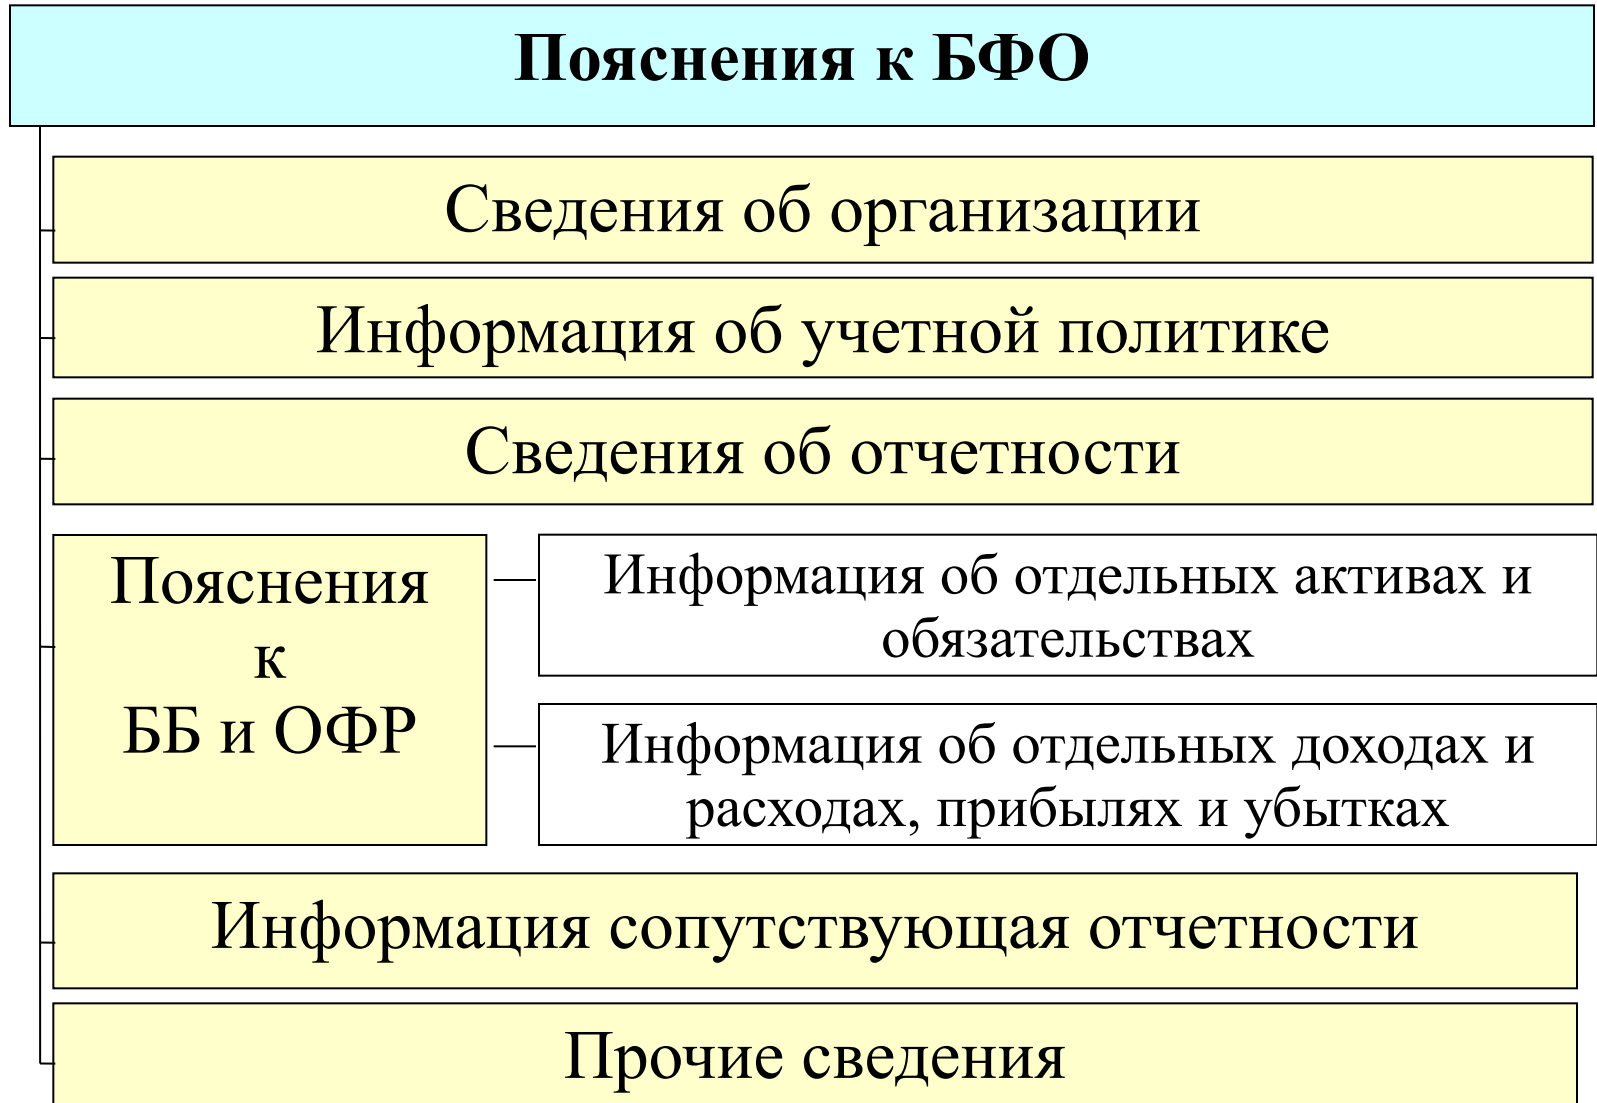 Пояснения к БФО
Сведения об организации
Информация об учетной политике
Сведения об отчетности
Пояснения
к
ББ и ОФР
Информация об отдельных активах и
обязательствах
Информация об отдельных доходах и
расходах, прибылях и убытках
Информация сопутствующая отчетности
Прочие сведения